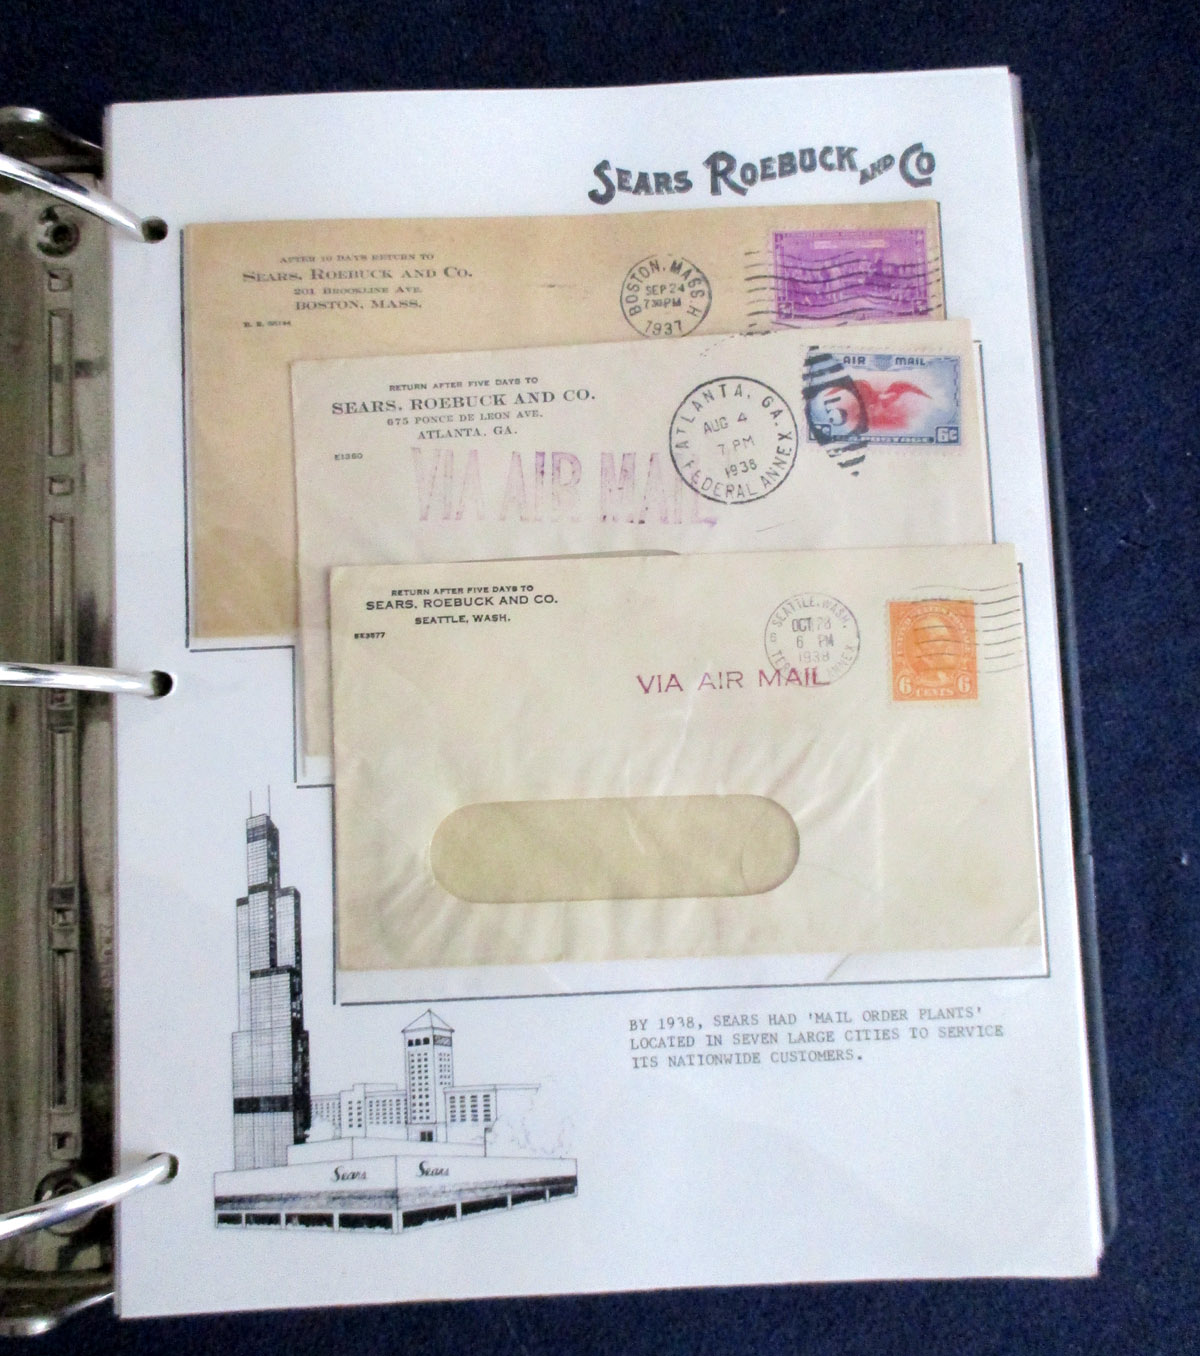 SEARS ROEBUCK AND CO
AFTER 10 DAYS RETURN TO
SEARS, ROEBUCK AND CO.
201 BROOKLINE AVE.
BOSTON, MASS.
BOSTON, MASS
SEP 24
7 30 PM
1937
RETURN AFTER FIVE DAYS TO
SEARS, ROEBUCK AND CO.
675 PONCE DE LEON AVE.
ATLANTA, GA.
E1360
VIA AIR MAIL
ATLANTA, GA. X
AUG 4
7 PM
1938
FEDERAL ANNEX
AIR MAIL
5
U.S. POSTAGE 6c
RETURN AFTER FIVE DAYS TO
SEARS, ROEBUCK AND CO.
SEATTLE, WASH.
SE3577
SEATTLE, WASH.
OCT 28
6 PM
1938
ANNEX
VIA AIR MAIL
6 CENTS 6
BY 1938, SEARS HAD 'MAIL ORDER PLANTS'
LOCATED IN SEVEN LARGE CITIES TO SERVICE
ITS NATIONWIDE CUSTOMERS.
Sears Sears